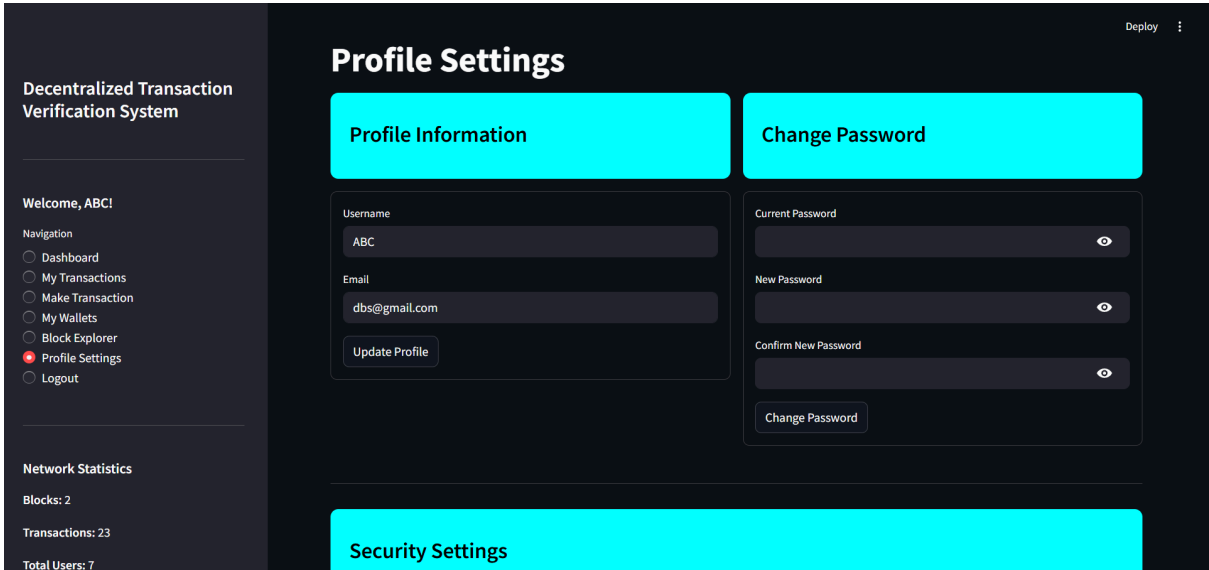 Deploy
Decentralized Transaction
Verification System
Welcome, ABC!
Navigation
Dashboard
My Transactions
Make Transaction
My Wallets
Block Explorer
Profile Settings
Logout
Network Statistics
Blocks: 2
Transactions: 23
Total Users: 7
Profile Settings
Profile Information
Username
ABC
Email
dbs@gmail.com
Update Profile
Change Password
Current Password
New Password
Confirm New Password
Change Password
Security Settings